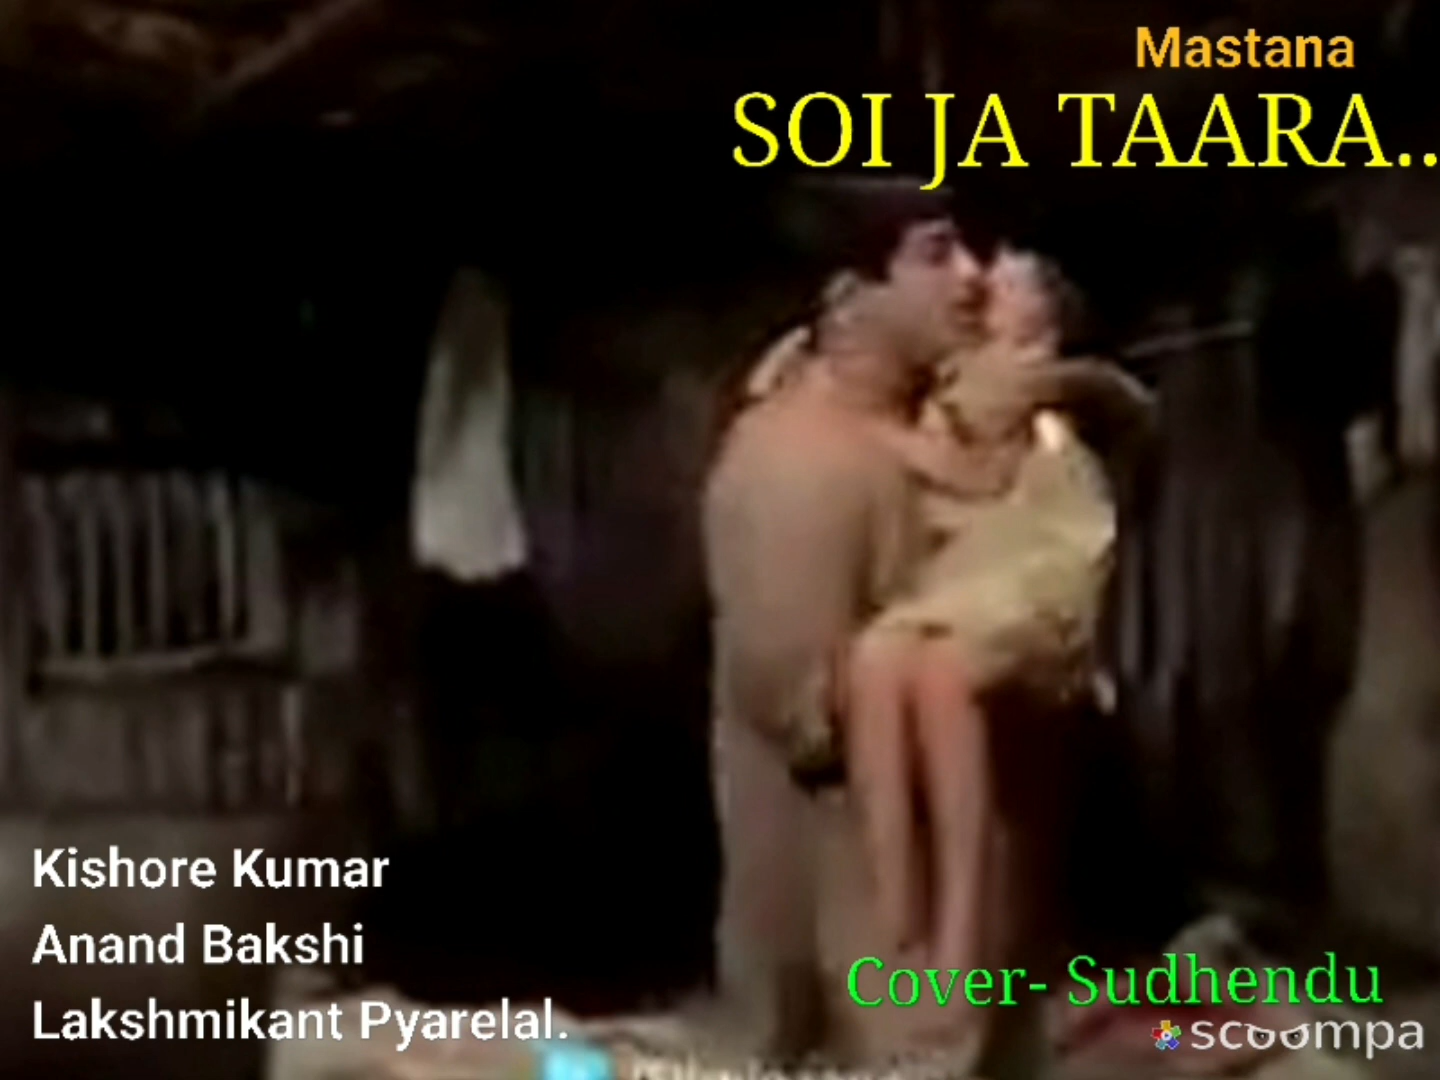 Mastana
SOI JA TAARA..
Kishore Kumar
Anand Bakshi
Lakshmikant Pyarelal.
Cover- Sudhendu
scoompa